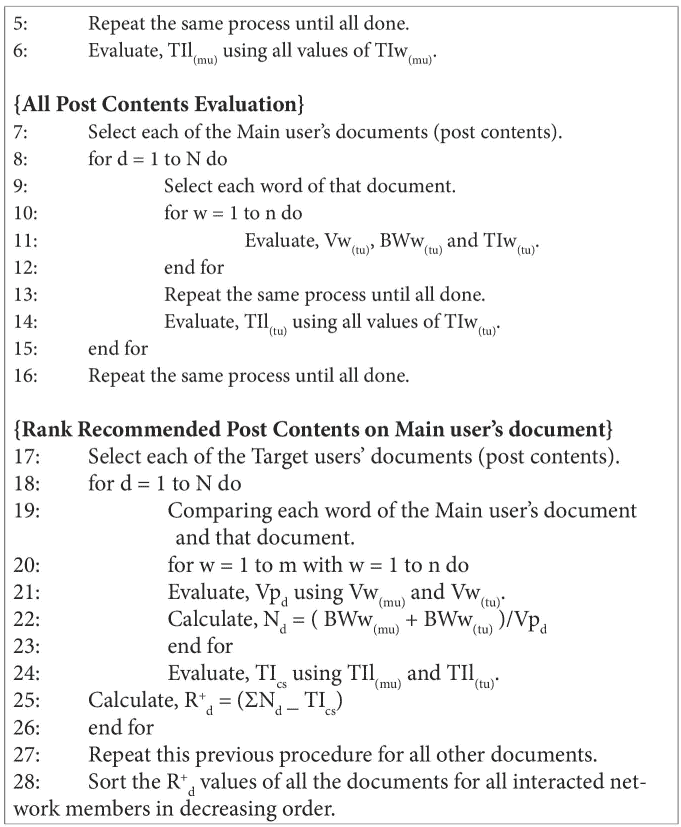 5: Repeat the same process until all done.
6: Evaluate, TIl(mu) using all values of TIw(mu).
{All Post Contents Evaluation}
7: Select each of the Main user's documents (post contents).
8: for d = 1 to N do
9: Select each word of that document.
10: for w = 1 to n do
11: Evaluate, Vw(tu), BWw(tu) and TIw(tu).
12: end for
13: Repeat the same process until all done.
14: Evaluate, TIl(tu) using all values of TIw(tu).
15: end for
16: Repeat the same process until all done.
{Rank Recommended Post Contents on Main user's document}
17: Select each of the Target users' documents (post contents).
18: for d = 1 to N do
19: Comparing each word of the Main user's document
and that document.
20: for w = 1 to m with w = 1 to n do
21: Evaluate, Vpd using Vw(mu) and Vw(tu).
22: Calculate, Nd = ( BWw(mu) + BWw(tu) )/Vpd
23: end for
24: Evaluate, TIcs using TIl(mu) and TIl(tu).
25: Calculate, R+d = (ΣNd _ TIcs)
26: end for
27: Repeat this previous procedure for all other documents.
28: Sort the R+d values of all the documents for all interacted net-
work members in decreasing order.